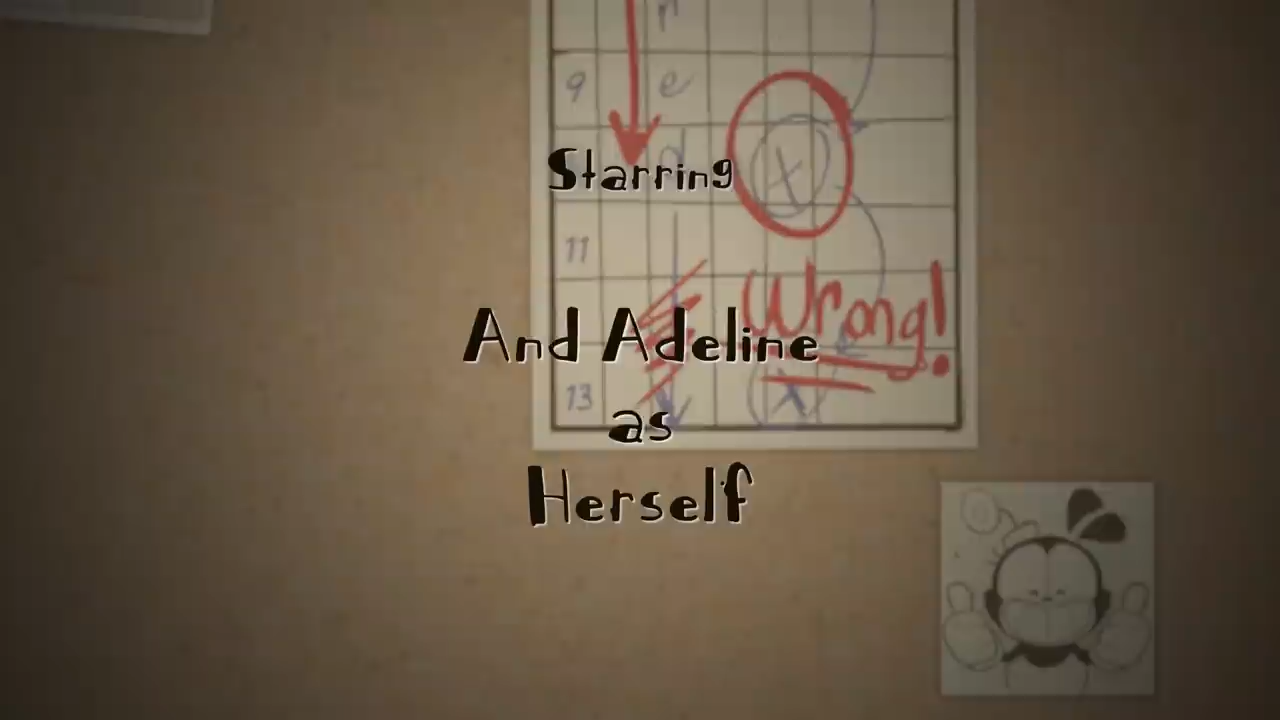 n
9 e
d
Starring
11
Wrong!
And Adeline
13
as
Herself